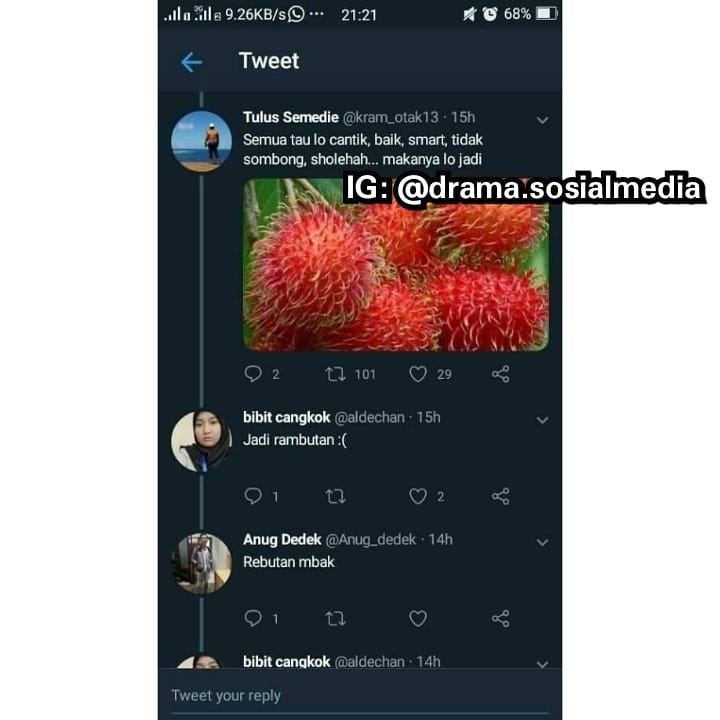 9.26KB/s 21:21 68%
Tweet
Tulus Semedie @kram_otak13 · 15h
Semua tau lo cantik, baik, smart, tidak
sombong, sholehah... makanya lo jadi
IG: @drama.sosialmedia
2 101 29
bibit cangkok @aldechan · 15h
Jadi rambutan :(
1 2
Anug Dedek @Anug_dedek · 14h
Rebutan mbak
1
bibit cangkok @aldechan · 14h
Tweet your reply